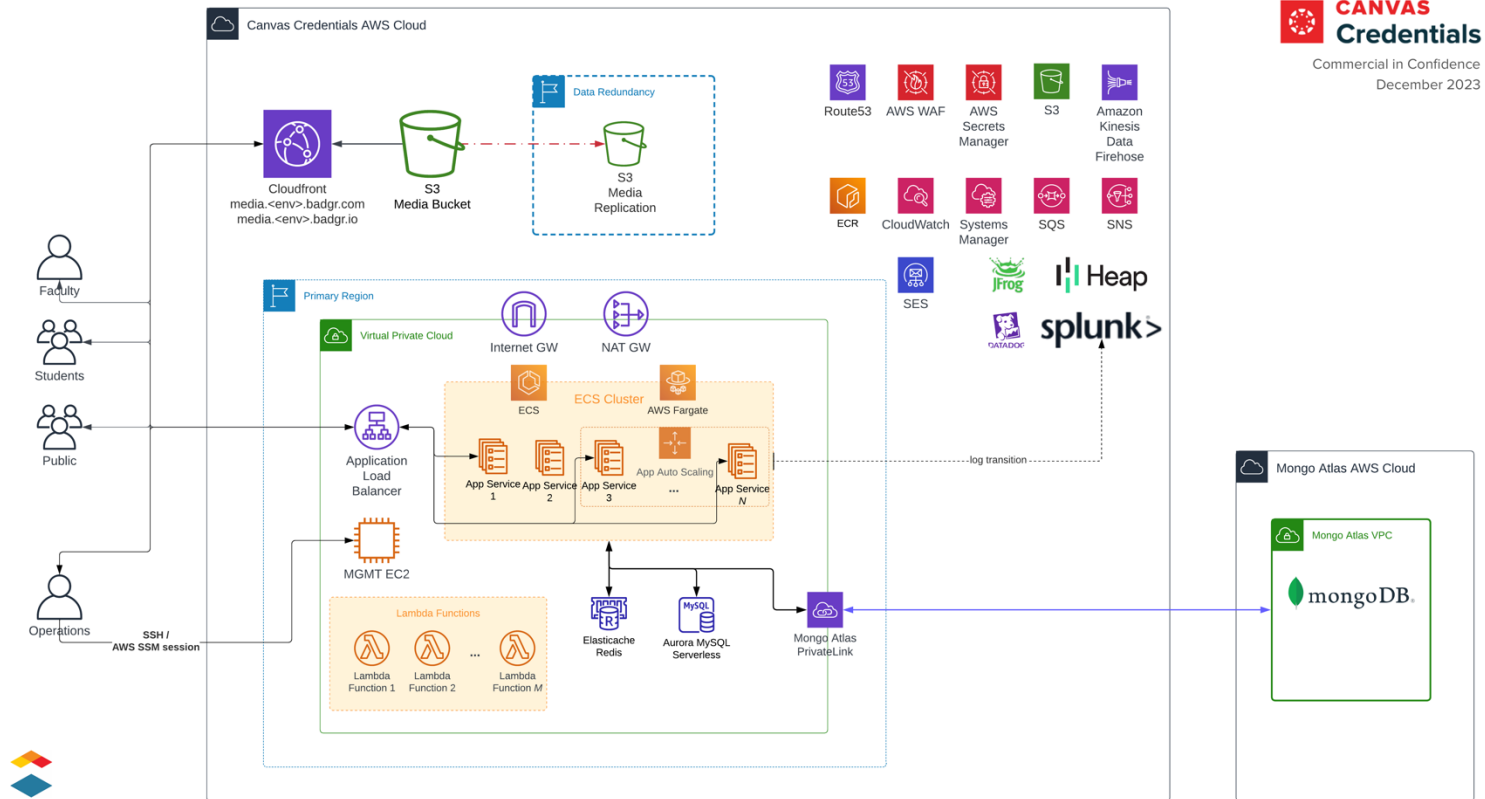 Canvas Credentials AWS Cloud
CANVAS
Credentials
Commercial in Confidence
December 2023
Data Redundancy
S3
Media
Replication
Cloudfront
media.<env>.badgr.com
media.<env>.badgr.io
S3
Media Bucket
53
Route53
AWS WAF
AWS
Secrets
Manager
S3
Amazon
Kinesis
Data
Firehose
ECR
CloudWatch
Systems
Manager
SQS
SNS
SES
JFrog
Heap
DATADOG
splunk>
Faculty
Students
Public
Operations
SSH /
AWS SSM session
Primary Region
Virtual Private Cloud
Internet GW
NAT GW
ECS
ECS Cluster
AWS Fargate
Application
Load
Balancer
App Service
1
App Service
2
App Service
3
App Auto Scaling
...
App Service
N
log transition
MGMT EC2
Lambda Functions
Lambda
Function 1
Lambda
Function 2
...
Lambda
Function M
R
Elasticache
Redis
MySQL
Aurora MySQL
Serverless
Mongo Atlas
PrivateLink
Mongo Atlas AWS Cloud
Mongo Atlas VPC
mongoDB®